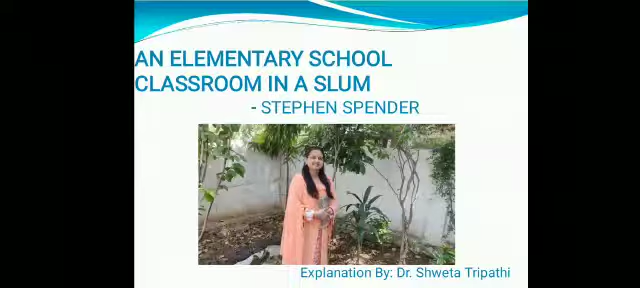 AN ELEMENTARY SCHOOL
CLASSROOM IN A SLUM
- STEPHEN SPENDER
Explanation By: Dr. Shweta Tripathi